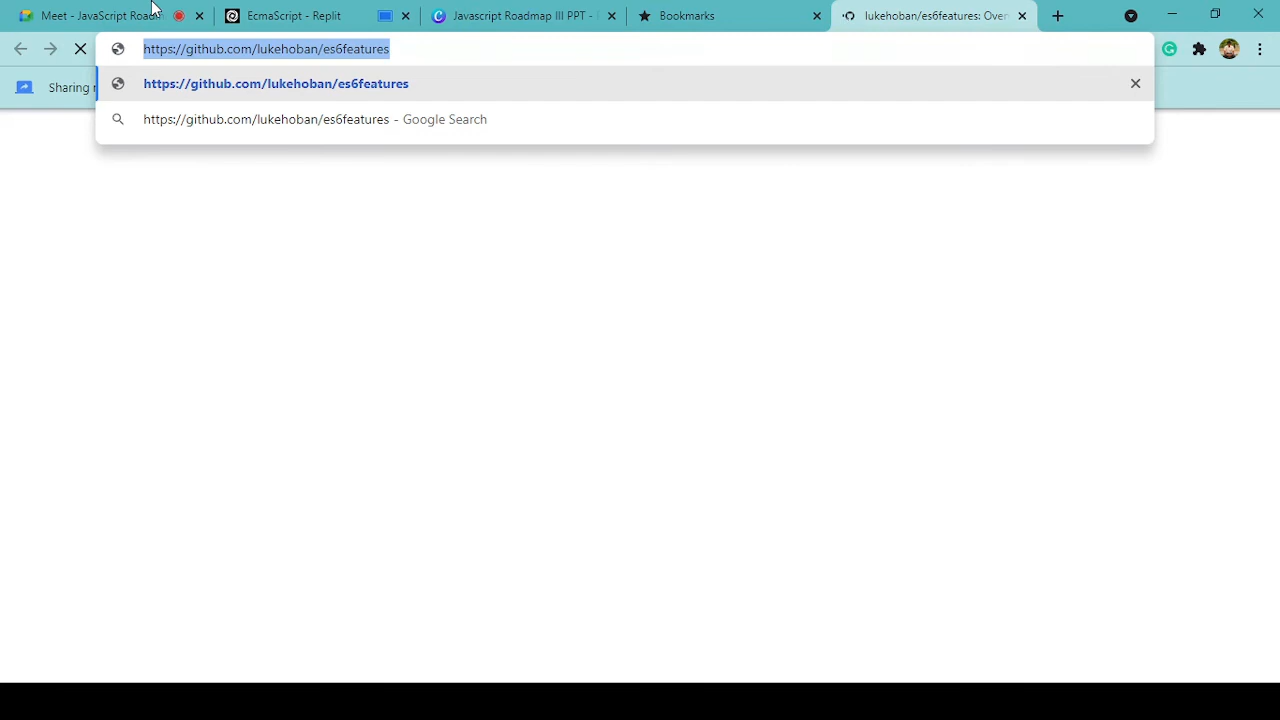 Meet - JavaScript Roadm
EcmaScript - Replit
Javascript Roadmap III PPT -
Bookmarks
lukehoban/es6features: Over
https://github.com/lukehoban/es6features
Sharing
https://github.com/lukehoban/es6features
https://github.com/lukehoban/es6features - Google Search